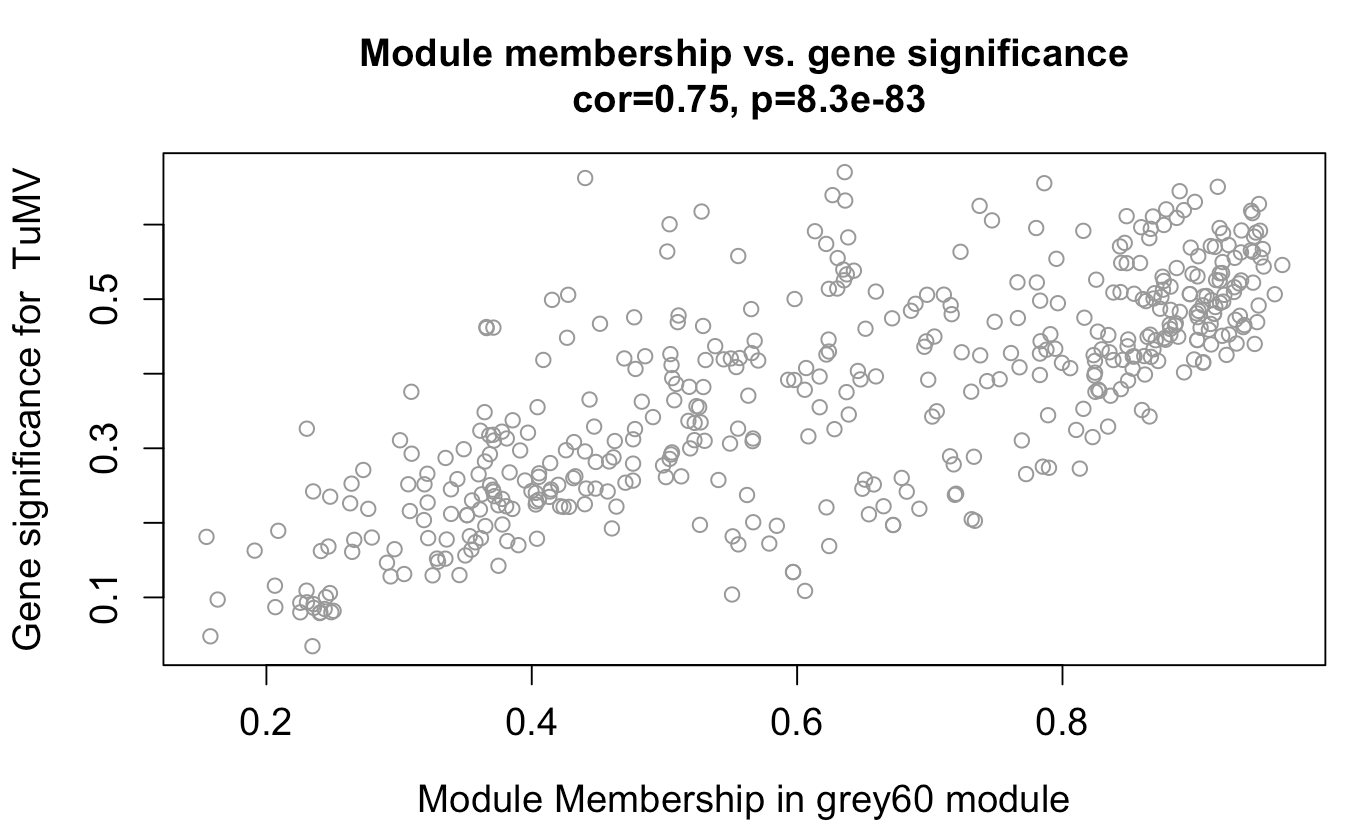 Module membership vs. gene significance
cor=0.75, p=8.3e-83
Gene significance for  TuMV
0.5
0.3
0.1
0.2 0.4 0.6 0.8
Module Membership in grey60 module